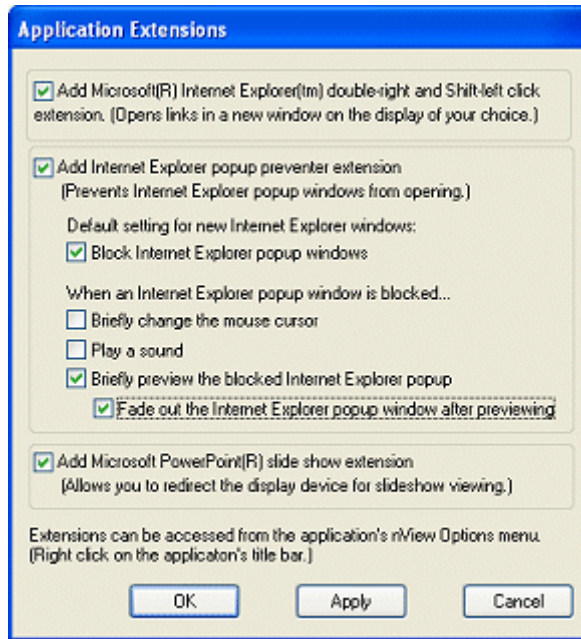 Application Extensions
Add Microsoft(R) Internet Explorer(tm) double-right and Shift-left click
extension. (Opens links in a new window on the display of your choice.)
Add Internet Explorer popup preventer extension
(Prevents Internet Explorer popup windows from opening.)
Default setting for new Internet Explorer windows:
Block Internet Explorer popup windows
When an Internet Explorer popup window is blocked...
Briefly change the mouse cursor
Play a sound
Briefly preview the blocked Internet Explorer popup
Fade out the Internet Explorer popup window after previewing
Add Microsoft PowerPoint(R) slide show extension
(Allows you to redirect the display device for slideshow viewing.)
Extensions can be accessed from the application's nView Options menu.
(Right click on the applicaton's title bar.)
OK Apply Cancel